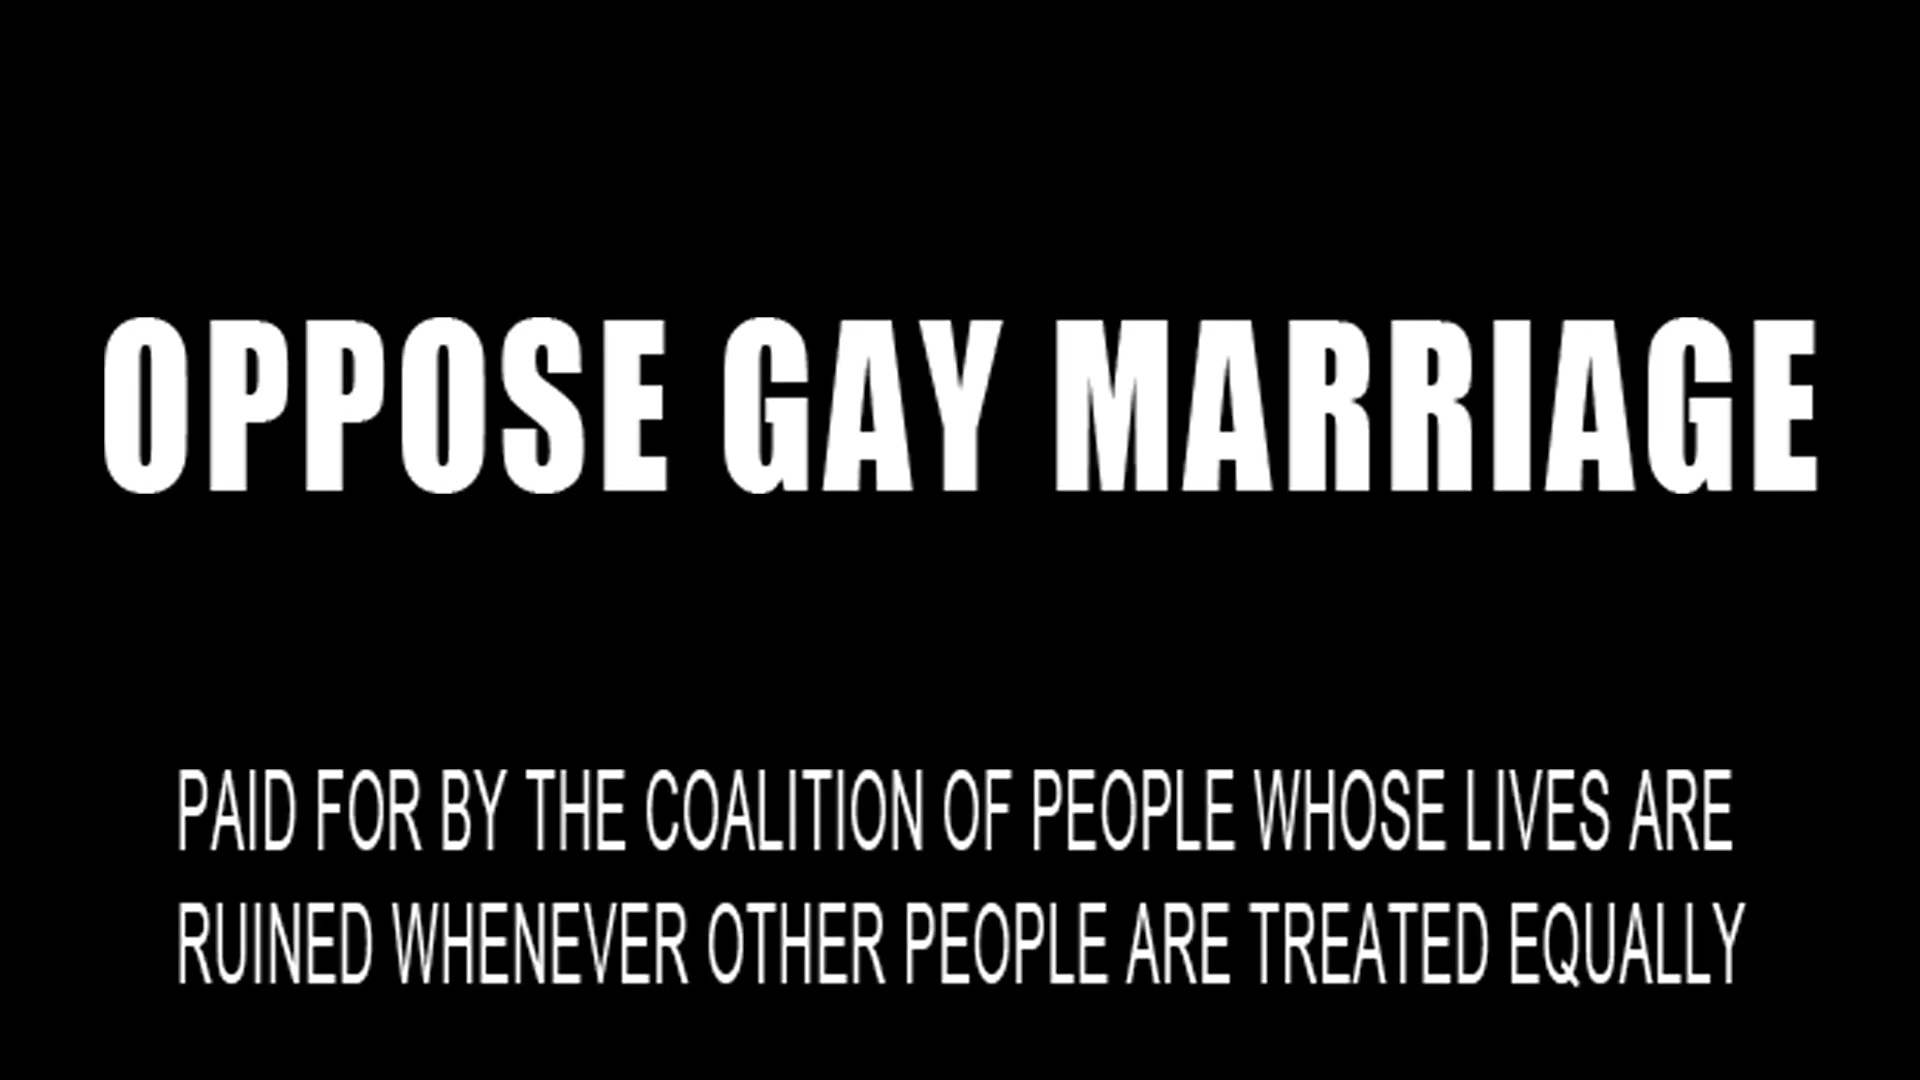 OPPOSE GAY MARRIAGE
PAID FOR BY THE COALITION OF PEOPLE WHOSE LIVES ARE
RUINED WHENEVER OTHER PEOPLE ARE TREATED EQUALLY